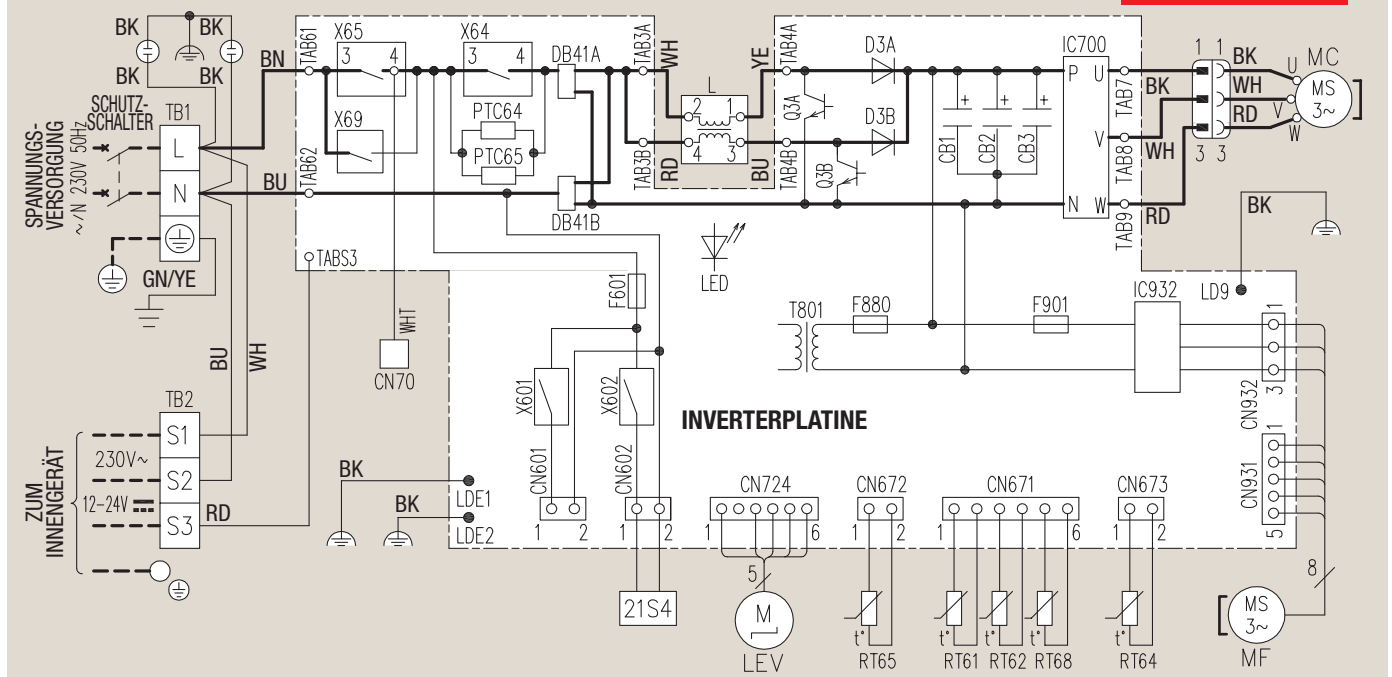 BK BK
BK BK
BN
SCHUTZ-
SCHALTER
SPANNUNGS-
VERSORGUNG
~/N 230V 50Hz
TB1
L
N
GN/YE
BU
BU
WH
TB2
S1
S2
S3
230V~
12–24V
ZUM
INNENGERÄT
RD
TAB61
TAB62
TABS3
X65
3 4
X69
X64
3 4
PTC64
PTC65
DB41A
DB41B
TAB3A
TAB3B
WH
RD
L
2 1
4 3
YE
BU
TAB4A
TAB4B
Q3A
Q3B
D3A
D3B
CB1
CB2
CB3
+ + +
IC700
P U
V
N W
TAB7
TAB8
TAB9
BK
WH
RD
1 1
3 3
BK
WH
RD
U
V
W
MC
MS
3~
BK
LD9
WHT
CN70
F601
X601
X602
CN601
1 2
CN602
1 2
LED
T801
F880
F901
IC932
CN932
1
3
CN931
1
5
INVERTERPLATINE
BK
LDE1
BK
LDE2
CN724
1 6
CN672
1 2
CN671
1 6
CN673
1 2
21S4
5
M
LEV
t° t° t° t° t°
RT65
RT61
RT62
RT68
RT64
8
MS
3~
MF